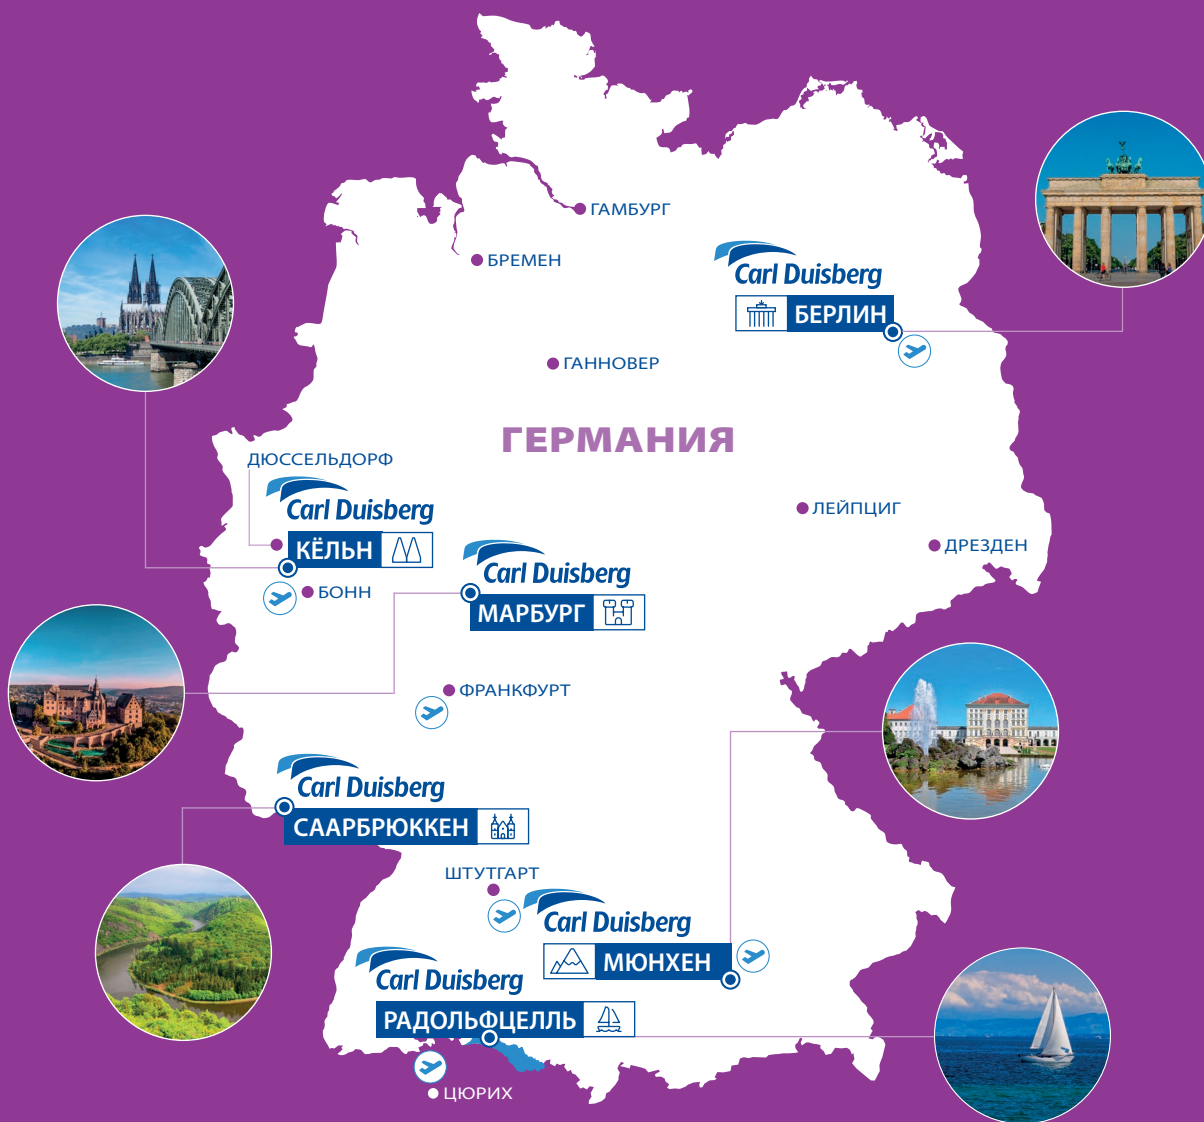 ГАМБУРГ
БРЕМЕН
Carl Duisberg
БЕРЛИН
ГАННОВЕР
ГЕРМАНИЯ
ДЮССЕЛЬДОРФ
Carl Duisberg
КЁЛЬН
ЛЕЙПЦИГ
ДРЕЗДЕН
БОНН
Carl Duisberg
МАРБУРГ
ФРАНКФУРТ
Carl Duisberg
СААРБРЮККЕН
ШТУТГАРТ
Carl Duisberg
МЮНХЕН
Carl Duisberg
РАДОЛЬФЦЕЛЛЬ
ЦЮРИХ